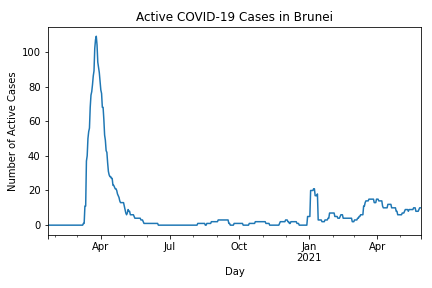 Active COVID-19 Cases in Brunei
100
80
60
40
20
0
Number of Active Cases
Apr
Jul
Oct
Jan
2021
Apr
Day